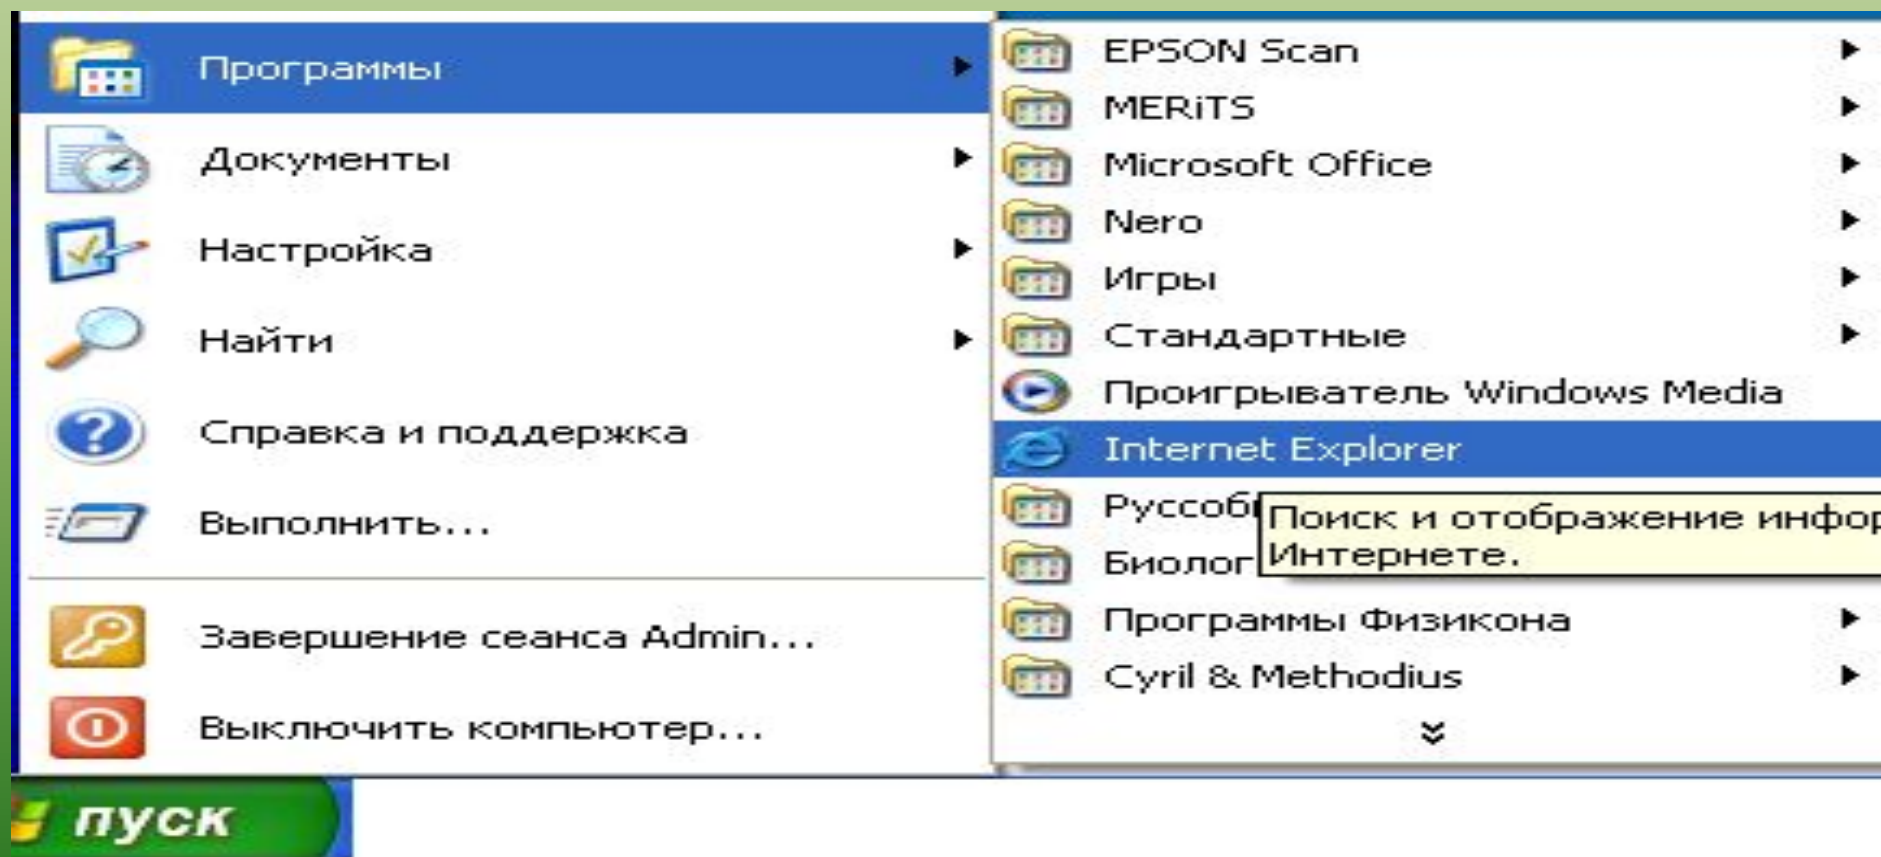 Программы
Документы
Настройка
Найти
Справка и поддержка
Выполнить...
Завершение сеанса Admin...
Выключить компьютер...
пуск
EPSON Scan
MERiTS
Microsoft Office
Nero
Игры
Стандартные
Проигрыватель Windows Media
Internet Explorer
Поиск и отображение
Интернете.
Программы Физикона
Cyril & Methodius